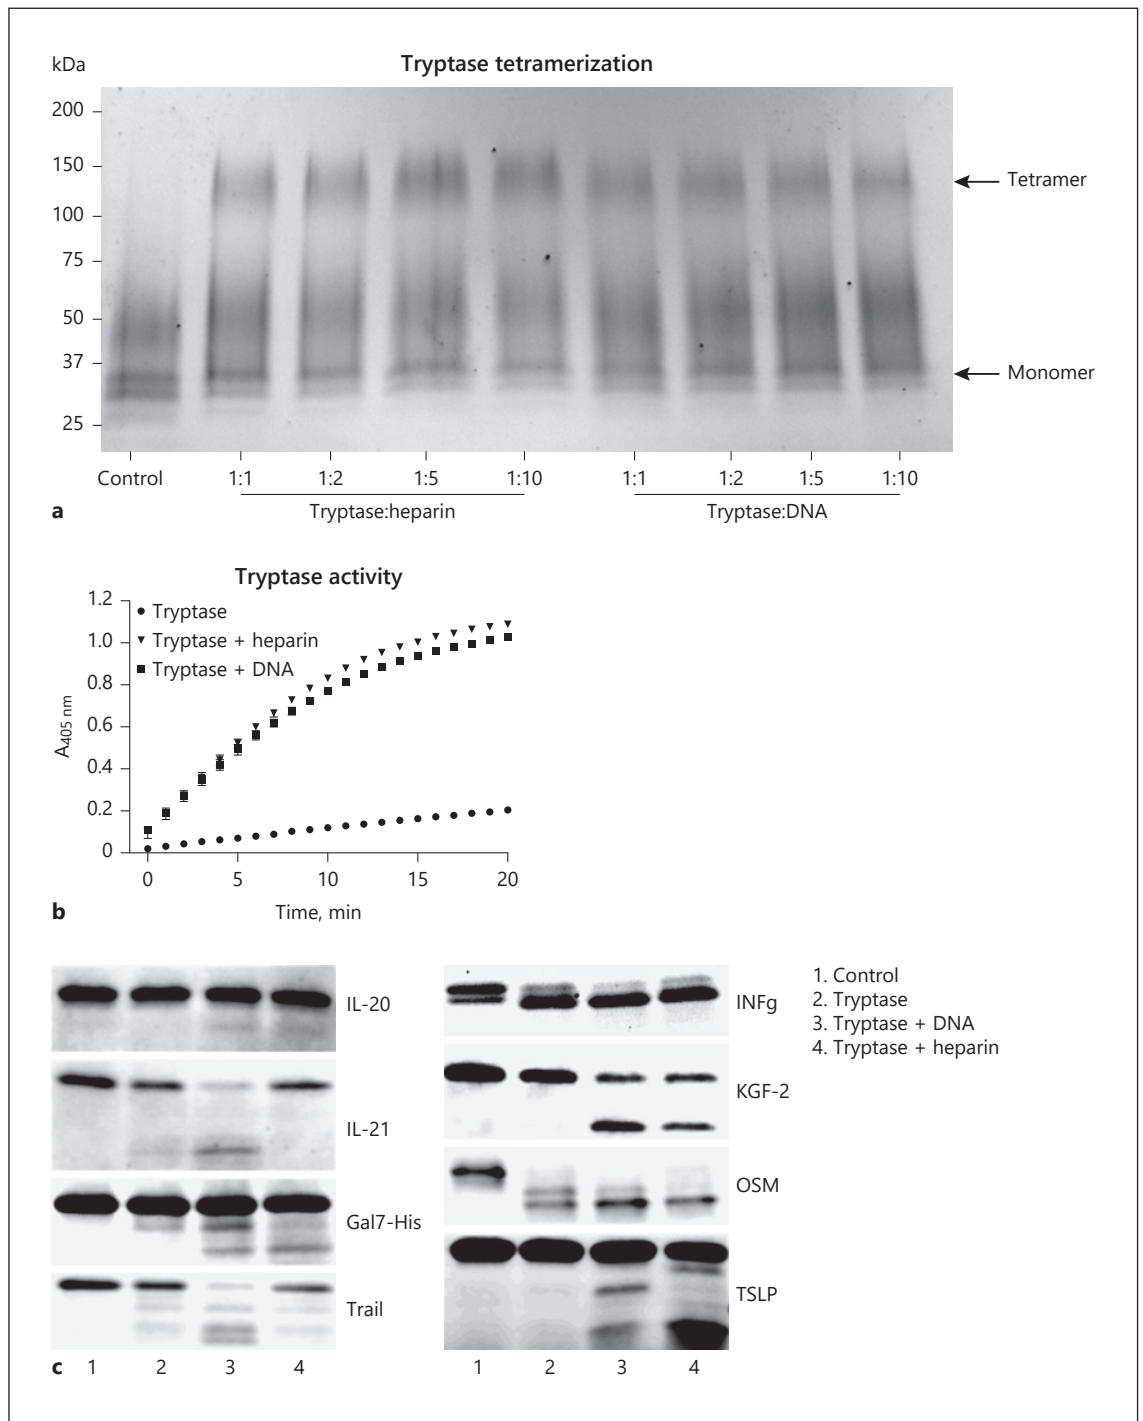 kDa
Tryptase tetramerization
200
150
Tetramer
100
75
50
37
Monomer
25
Control 1:1 1:2 1:5 1:10 1:1 1:2 1:5 1:10
a Tryptase:heparin Tryptase:DNA
Tryptase activity
1.2
Tryptase
1.0
Tryptase + heparin
Tryptase + DNA
0.8
0.6
0.4
0.2
0
A405 nm
0 5 10 15 20
b Time, min
IL-20
IL-21
Gal7-His
Trail
c 1 2 3 4
INFg
KGF-2
OSM
TSLP
1 2 3 4
1. Control
2. Tryptase
3. Tryptase + DNA
4. Tryptase + heparin